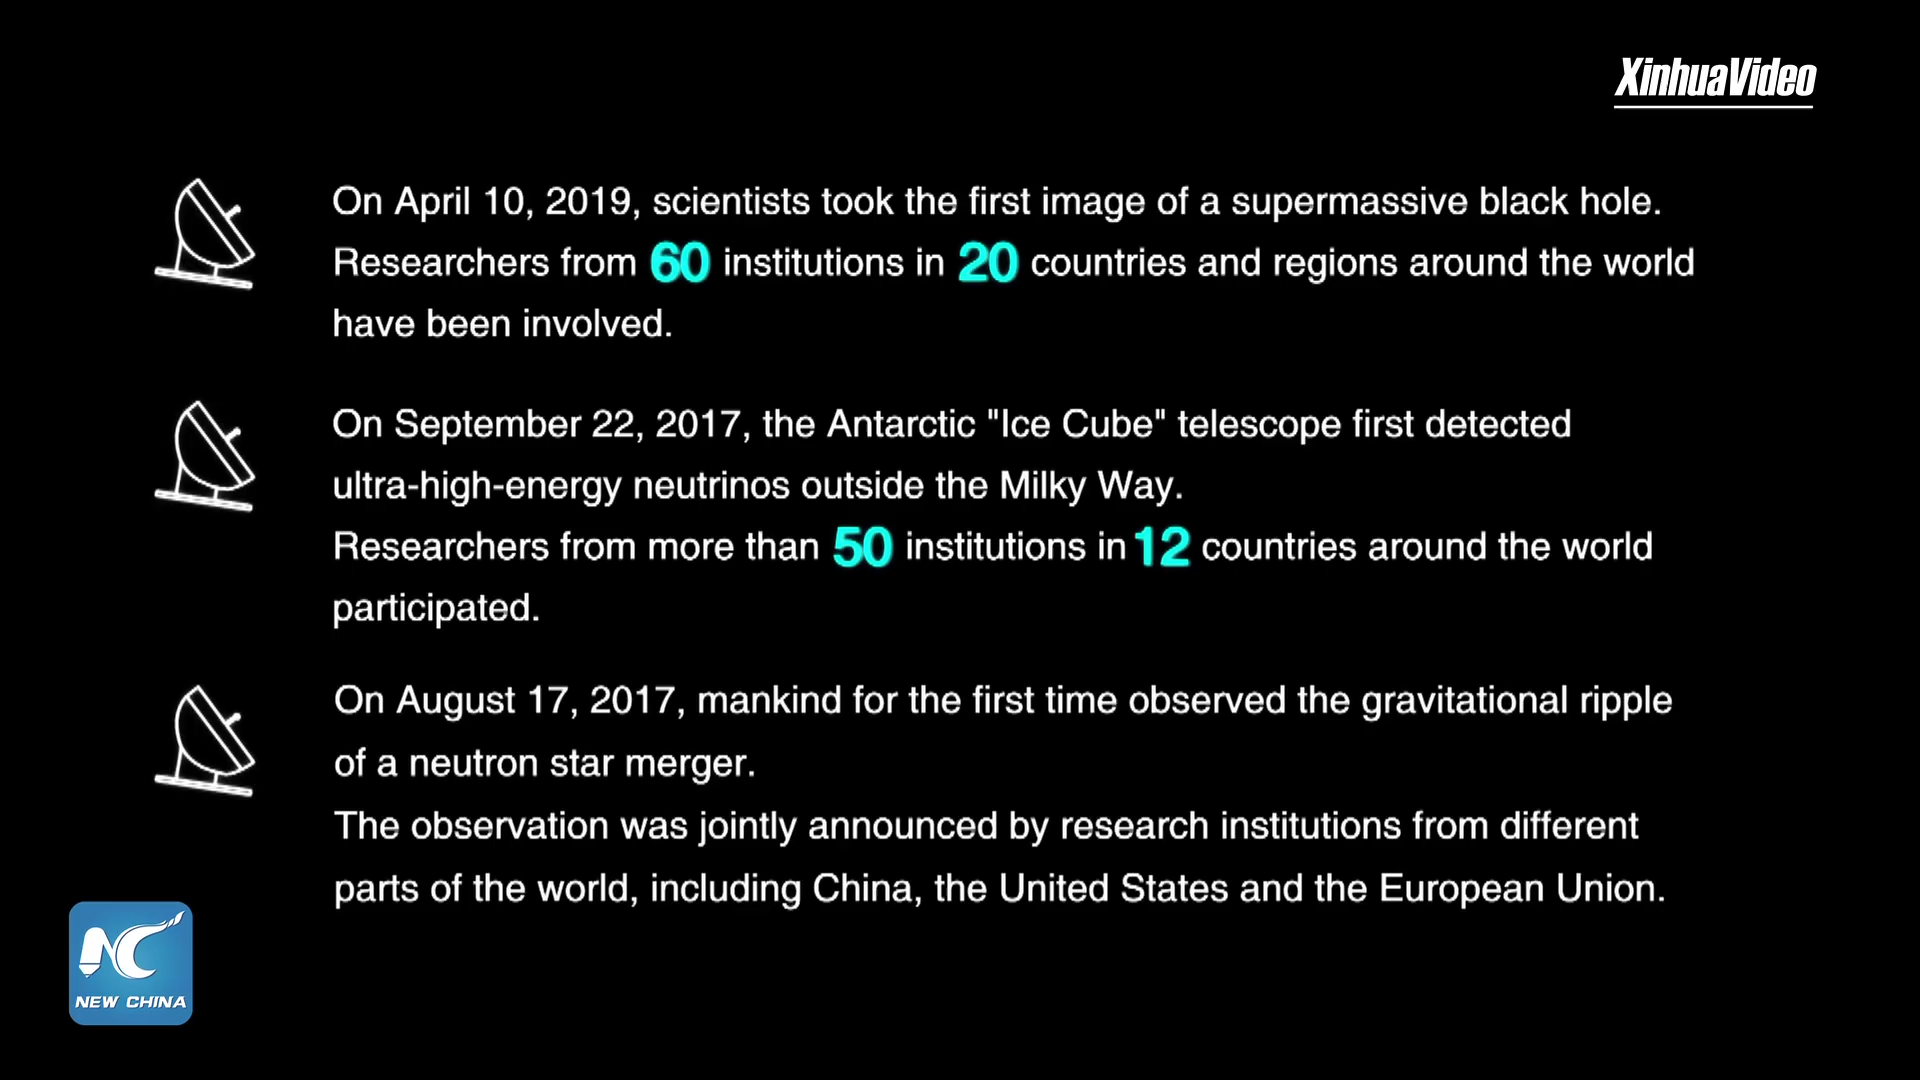 XinhuaVideo
On April 10, 2019, scientists took the first image of a supermassive black hole.
Researchers from 60 institutions in 20 countries and regions around the world
have been involved.
On September 22, 2017, the Antarctic "Ice Cube" telescope first detected
ultra-high-energy neutrinos outside the Milky Way.
Researchers from more than 50 institutions in 12 countries around the world
participated.
On August 17, 2017, mankind for the first time observed the gravitational ripple
of a neutron star merger.
The observation was jointly announced by research institutions from different
parts of the world, including China, the United States and the European Union.
NC
NEW CHINA